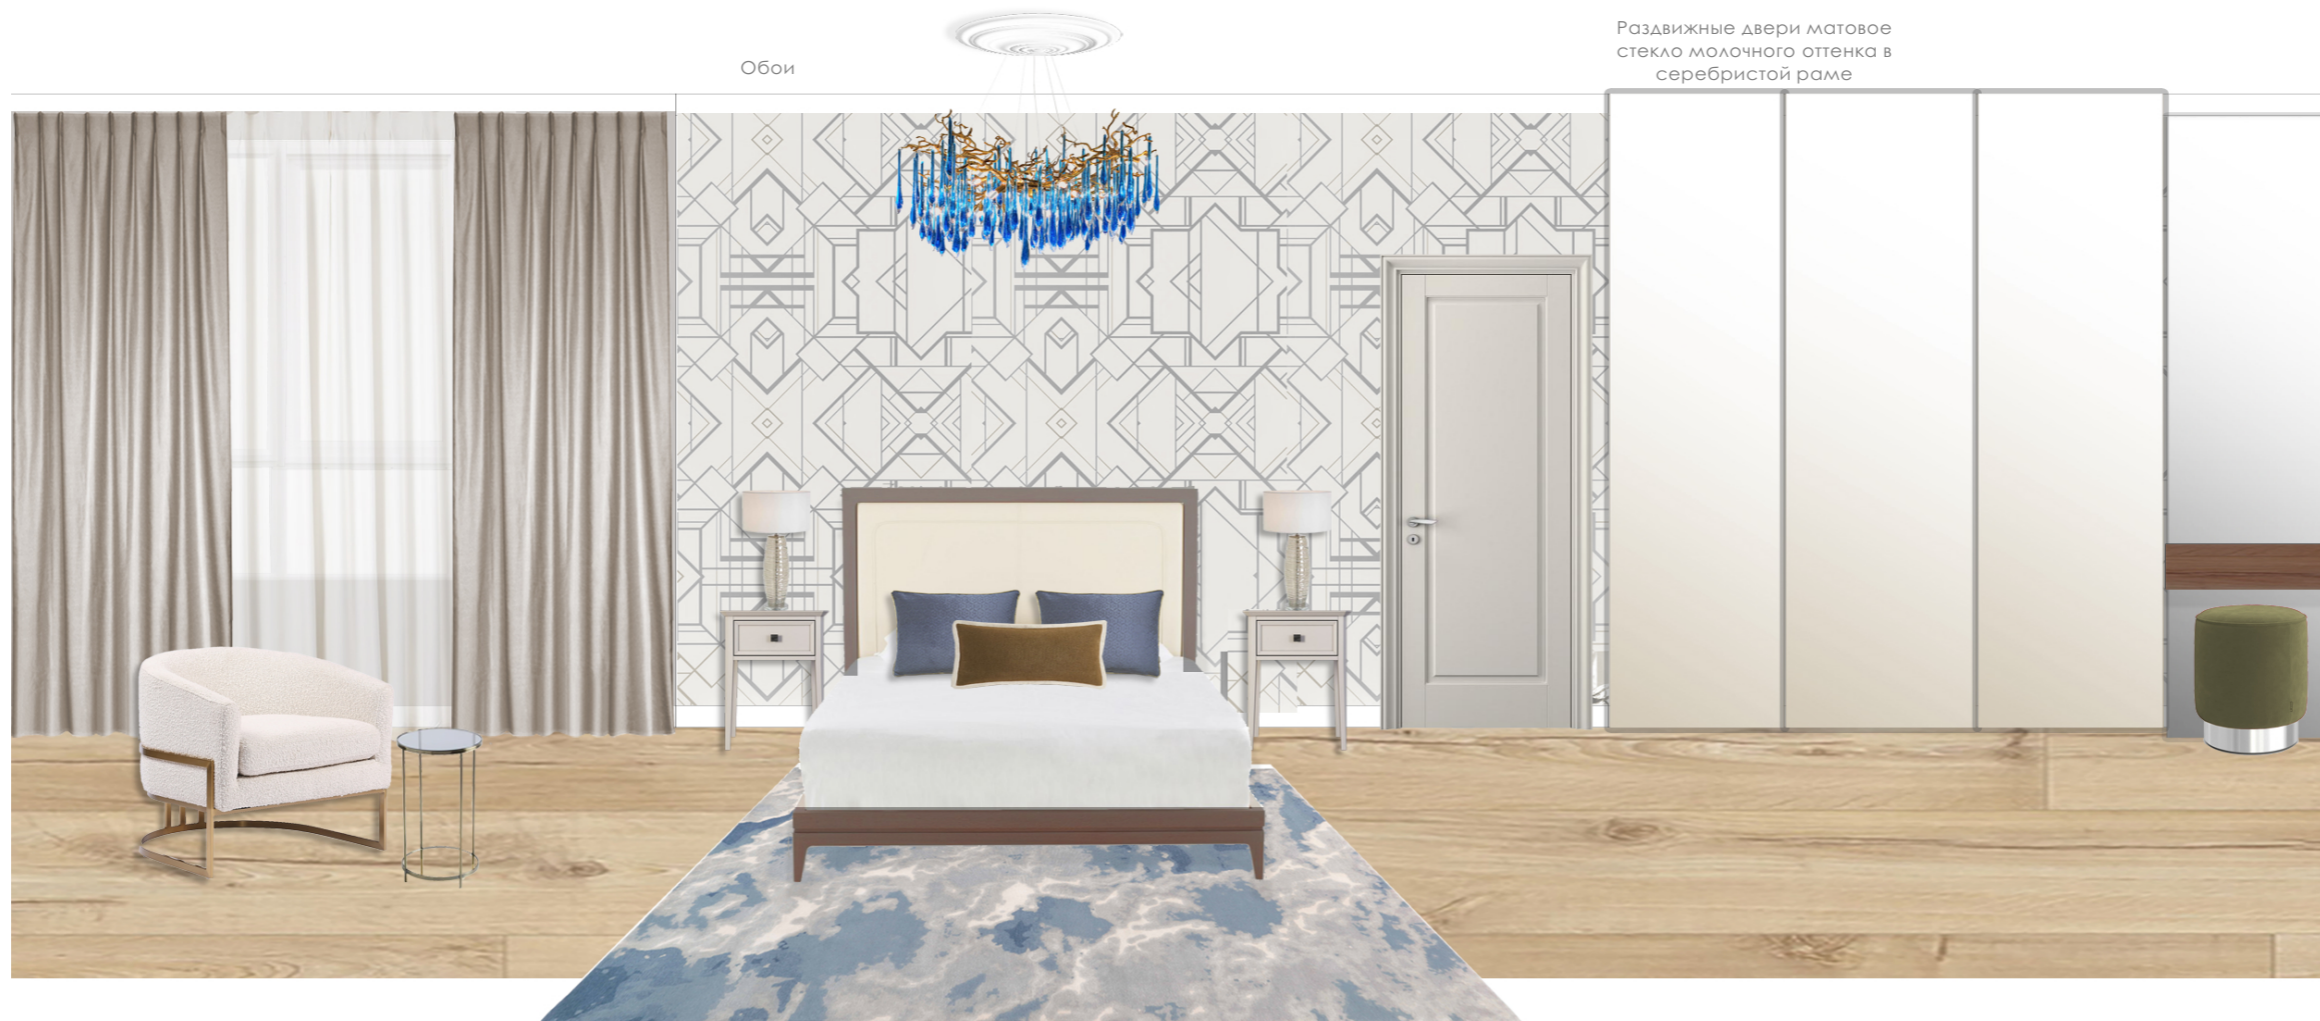 Обои
Раздвижные двери матовое
стекло молочного оттенка в
серебристой раме